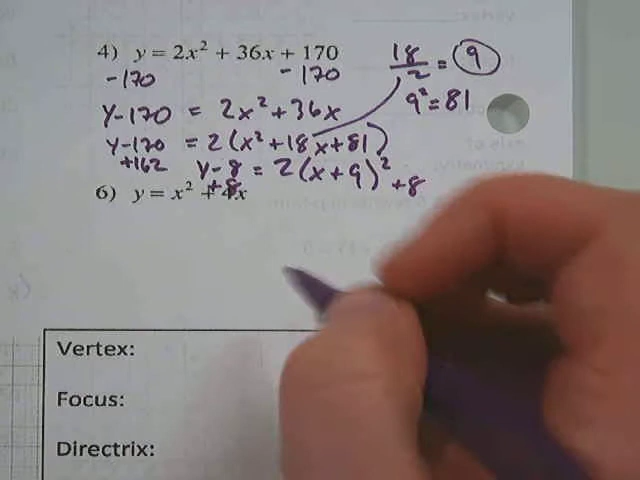 4) y = 2x² + 36x + 170
-170 - 170
y-170 = 2x² + 36x
y-170 = 2(x² + 18x + 81)
+162 y-8 = 2(x + 9)²
+8 +8
18/2 = 9
9² = 81
6) y = x² + 4x
Vertex:
Focus:
Directrix: